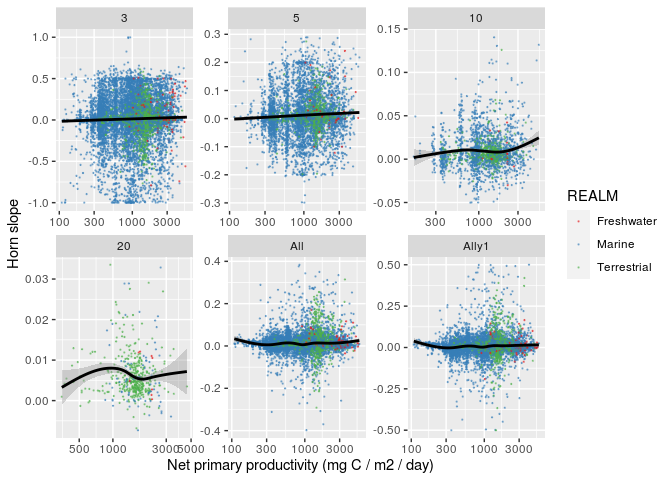 3 5 10
1.0 0.5 0.0 -0.5 -1.0
0.3 0.2 0.1 0.0 -0.1 -0.2 -0.3
0.15 0.10 0.05 0.00 -0.05
100 300 1000 3000
100 300 1000 3000
300 1000 3000
20 All Ally1
0.03 0.02 0.01 0.00
0.4 0.2 0.0 -0.2 -0.4
0.50 0.25 0.00 -0.25 -0.50
500 1000 3000 5000
100 300 1000 3000
100 300 1000 3000
Horn slope
Net primary productivity (mg C / m2 / day)
REALM
Freshwater
Marine
Terrestrial